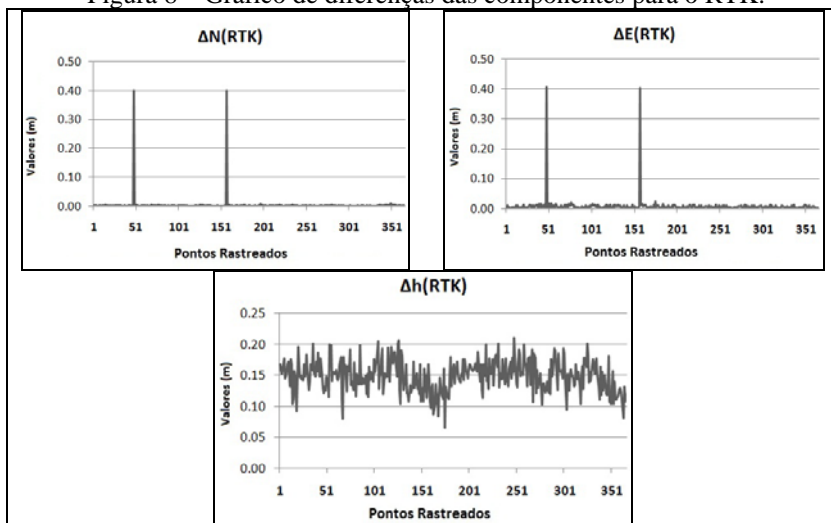 Figura 8 – Gráfico de diferenças das componentes para o RTK.
ΔN(RTK)
0.50
0.40
0.30
0.20
0.10
0.00
Valores (m)
1 51 101 151 201 251 301 351
Pontos Rastreados
ΔE(RTK)
0.50
0.40
0.30
0.20
0.10
0.00
Valores (m)
1 51 101 151 201 251 301 351
Pontos Rastreados
Δh(RTK)
0.25
0.20
0.15
0.10
0.05
0.00
Valores (m)
1 51 101 151 201 251 301 351
Pontos Rastreados